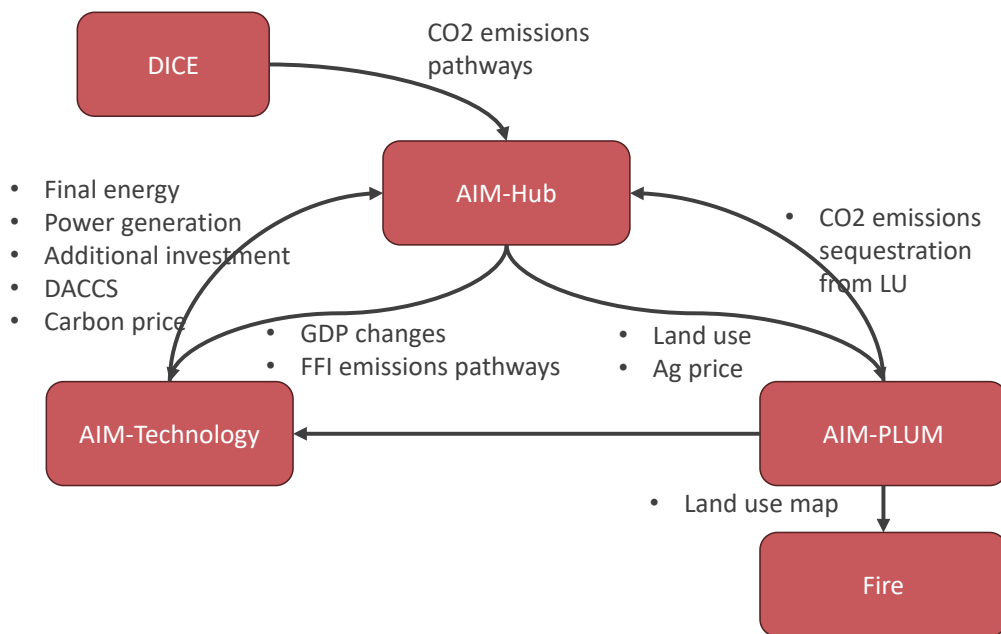 CO2 emissions
pathways
DICE
AIM-Hub
• Final energy
• Power generation
• Additional investment
• DACCS
• Carbon price
• CO2 emissions
sequestration
from LU
• GDP changes
• FFI emissions pathways
• Land use
• Ag price
AIM-Technology
AIM-PLUM
• Land use map
Fire